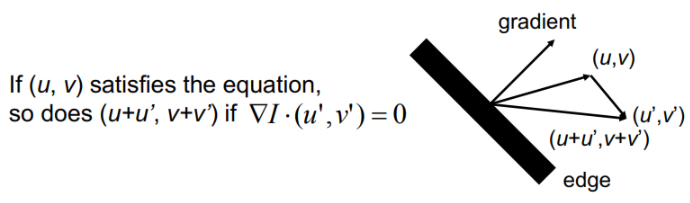 gradient
(u,v)
If (u, v) satisfies the equation,
so does (u+u', v+v') if ∇I·(u',v')=0
(u',v')
(u+u',v+v')
edge